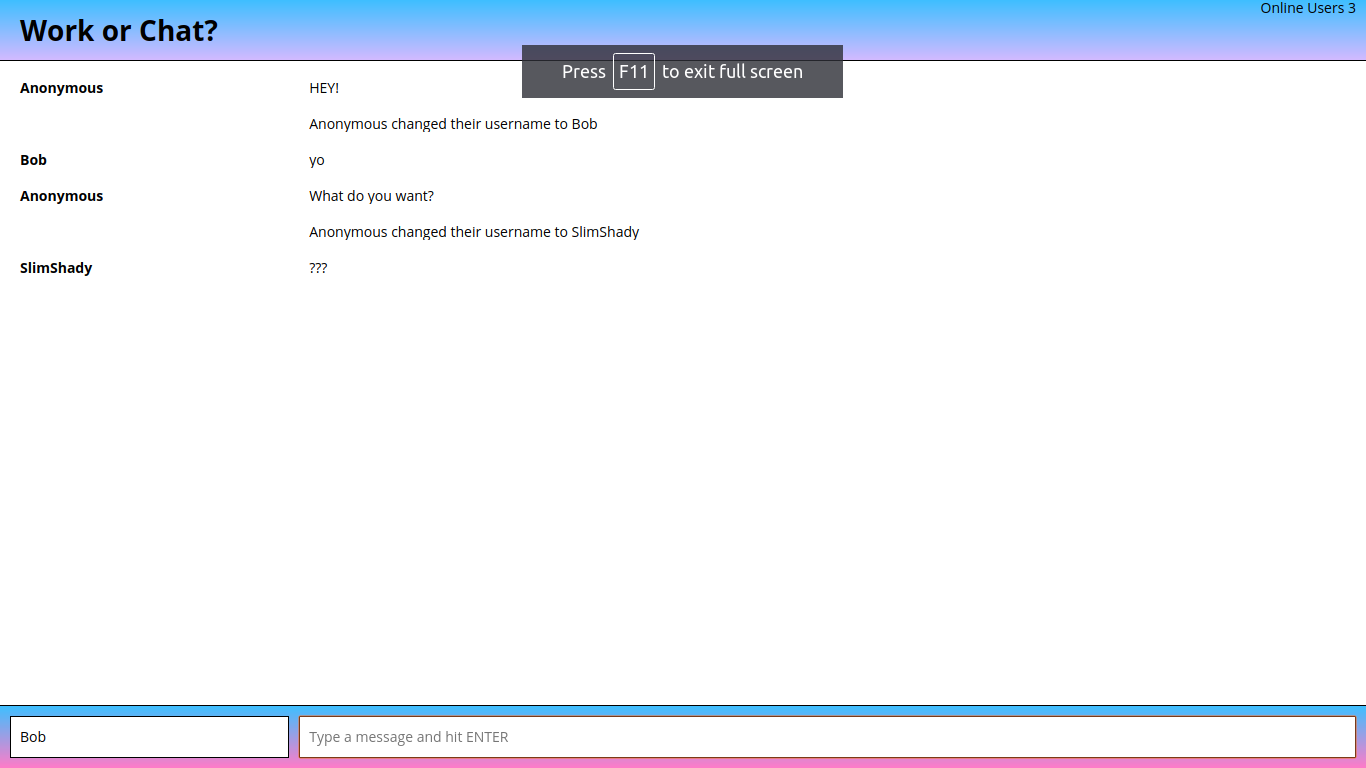 Online Users 3
Work or Chat?
Press F11 to exit full screen
Anonymous HEY!
Anonymous changed their username to Bob
Bob yo
Anonymous What do you want?
Anonymous changed their username to SlimShady
SlimShady ???
Bob Type a message and hit ENTER